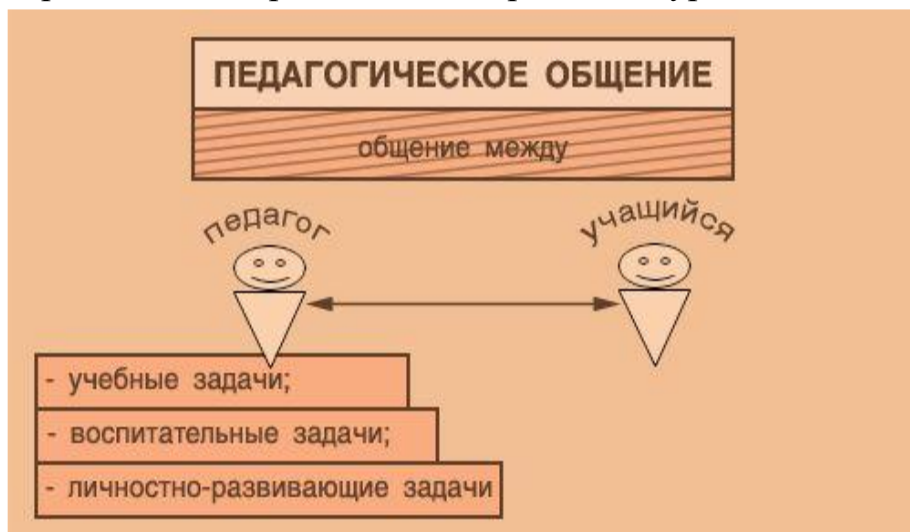 ПЕДАГОГИЧЕСКОЕ ОБЩЕНИЕ
общение между
педагог
учащийся
- учебные задачи;
- воспитательные задачи;
- личностно-развивающие задачи